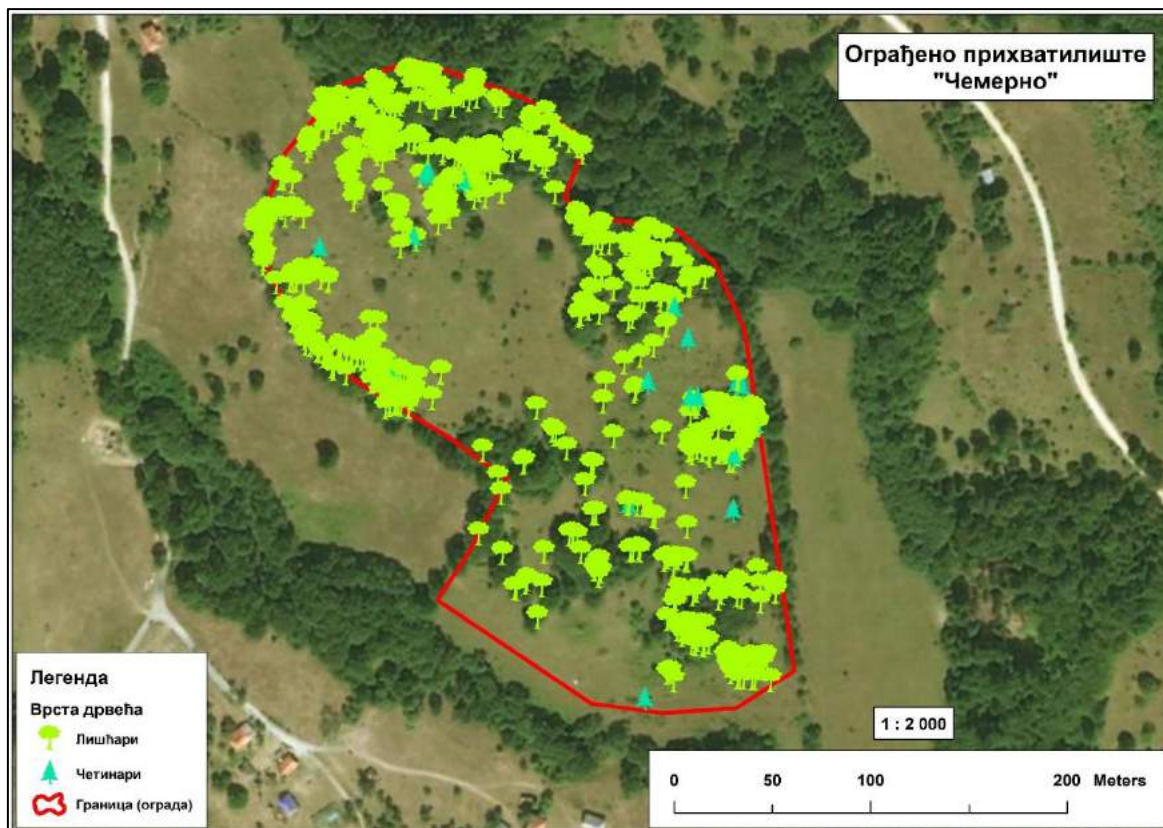 Ограђено прихватилиште
"Чемерно"
Легенда
Врста дрвећа
Лишћари
Четинари
Граница (ограда)
1 : 2 000
0 50 100 200 Meters